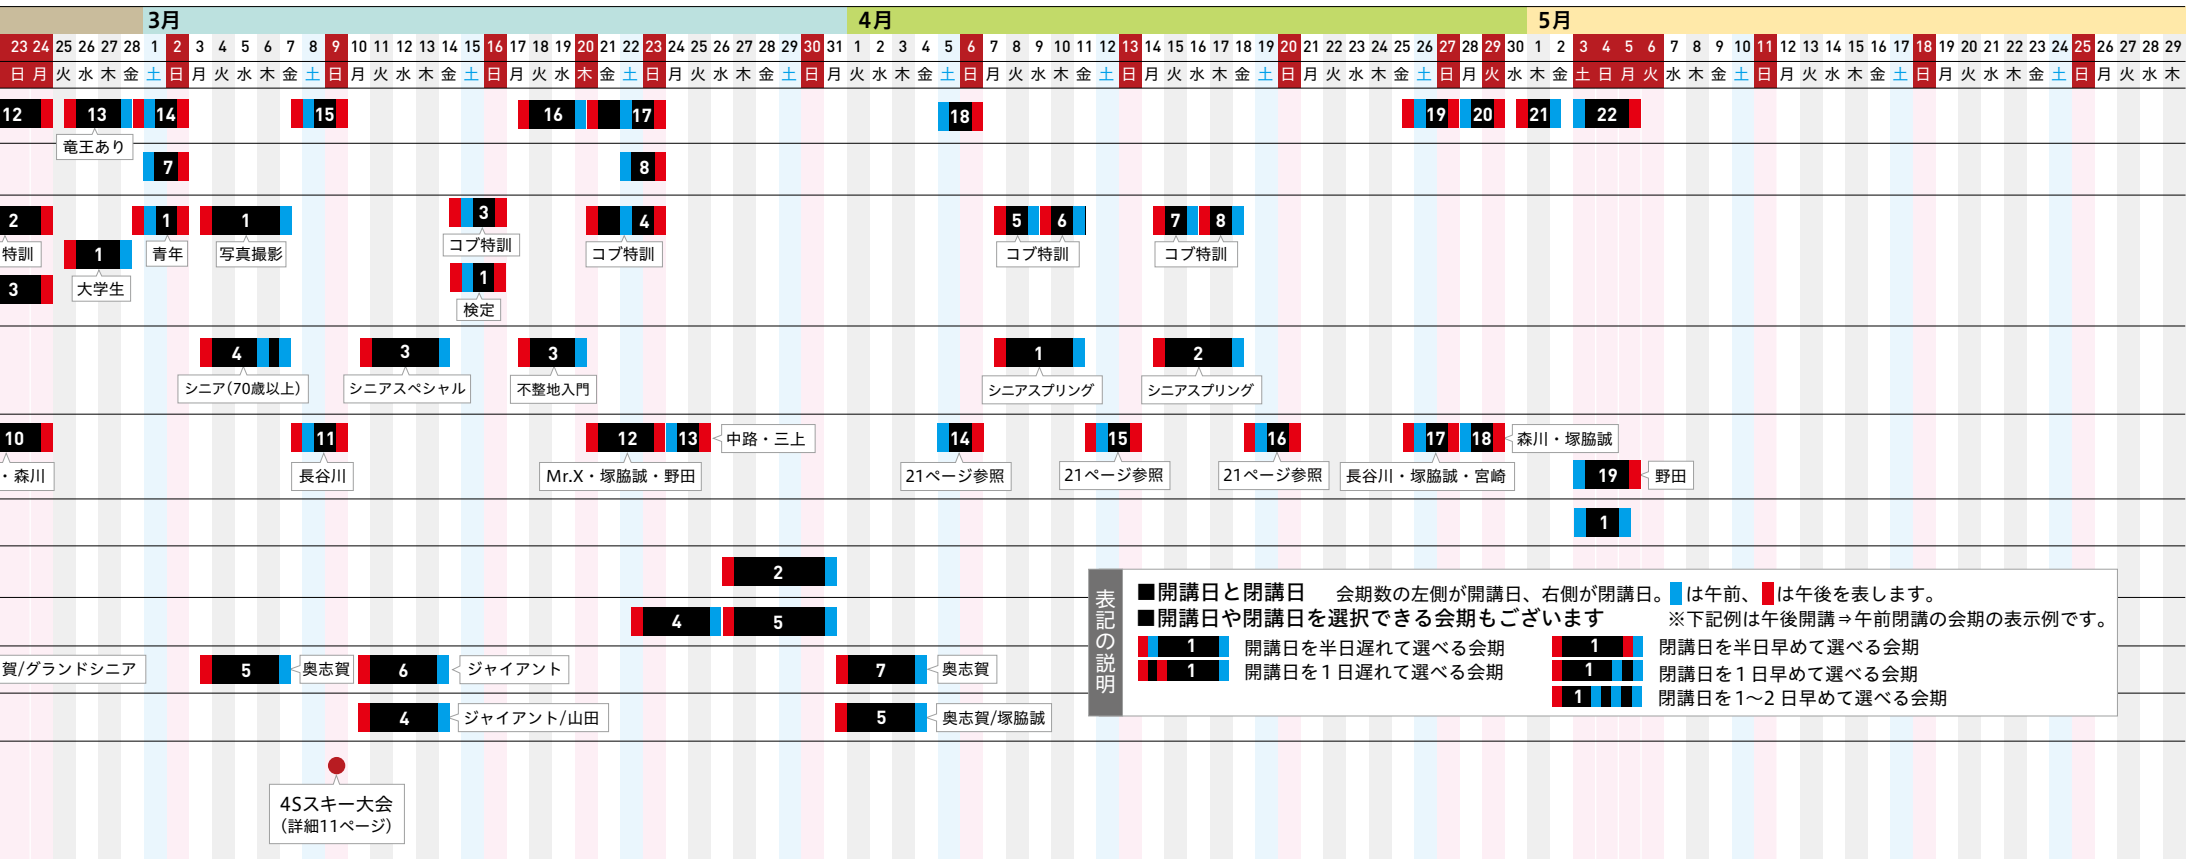 3月 4月 5月
23 24 25 26 27 28 1 2 3 4 5 6 7 8 9 10 11 12 13 14 15 16 17 18 19 20 21 22 23 24 25 26 27 28 29 30 31 1 2 3 4 5 6 7 8 9 10 11 12 13 14 15 16 17 18 19 20 21 22 23 24 25 26 27 28 29 30 1 2 3 4 5 6 7 8 9 10 11 12 13 14 15 16 17 18 19 20 21 22 23 24 25 26 27 28 29
日 月 火 水 木 金 土 日 月 火 水 木 金 土 日 月 火 水 木 金 土 日 月 火 水 木 金 土 日 月 火 水 木 金 土 日 月 火 水 木 金 土 日 月 火 水 木 金 土 日 月 火 水 木 金 土 日 月 火 水 木 金 土 日 月 火 水 木 金 土 日 月 火 水 木 金 土 日 月 火 水 木 金 土 日 月 火 水 木 金 土 日 月 火 水 木
12 13 14 15 16 17 18 19 20 21 22
竜王あり
7 8
2 1 1 3 4 5 6 7 8
特訓 1 青年 写真撮影 コブ特訓 コブ特訓 コブ特訓 コブ特訓
3 大学生 1
検定
4 3 3 1 2
シニア(70歳以上) シニアスペシャル 不整地入門 シニアスプリング シニアスプリング
10 11 12 13 中路・三上 14 15 16 17 18 森川・塚脇誠
・森川 長谷川 Mr.X・塚脇誠・野田 21ページ参照 21ページ参照 21ページ参照 長谷川・塚脇誠・宮崎 19 野田
1
2
4 5
賀/グランドシニア 5 奥志賀 6 ジャイアント 7 奥志賀
4 ジャイアント/山田 5 奥志賀/塚脇誠
4Sスキー大会
(詳細11ページ)
表記の説明
■開講日と閉講日 会期数の左側が開講日、右側が閉講日。 は午前、 は午後を表します。
■開講日や閉講日を選択できる会期もございます ※下記例は午後開講⇒午前閉講の会期の表示例です。
1 開講日を半日遅れて選べる会期 1 閉講日を半日早めて選べる会期
1 開講日を1日遅れて選べる会期 1 閉講日を1日早めて選べる会期
1 閉講日を1〜2日早めて選べる会期